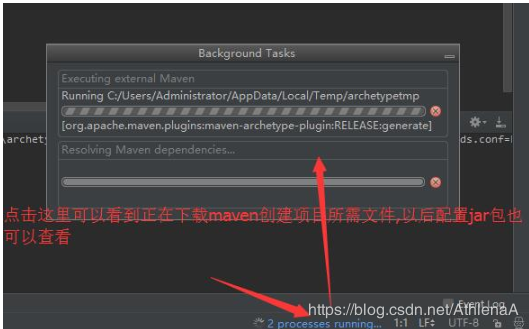 Background Tasks
Executing external Maven
Running C:/Users/Administrator/AppData/Local/Temp/archetypetmp
[org.apache.maven.plugins:maven-archetype-plugin:RELEASE:generate]
\archety
ds.conf=
Resolving Maven dependencies...
点击这里可以看到正在下载maven创建项目所需文件,以后配置jar包也
可以查看
Event Log
https://blog.csdn.net/AthlenaA
2 processes running...
1:1 LF÷ UTF-8